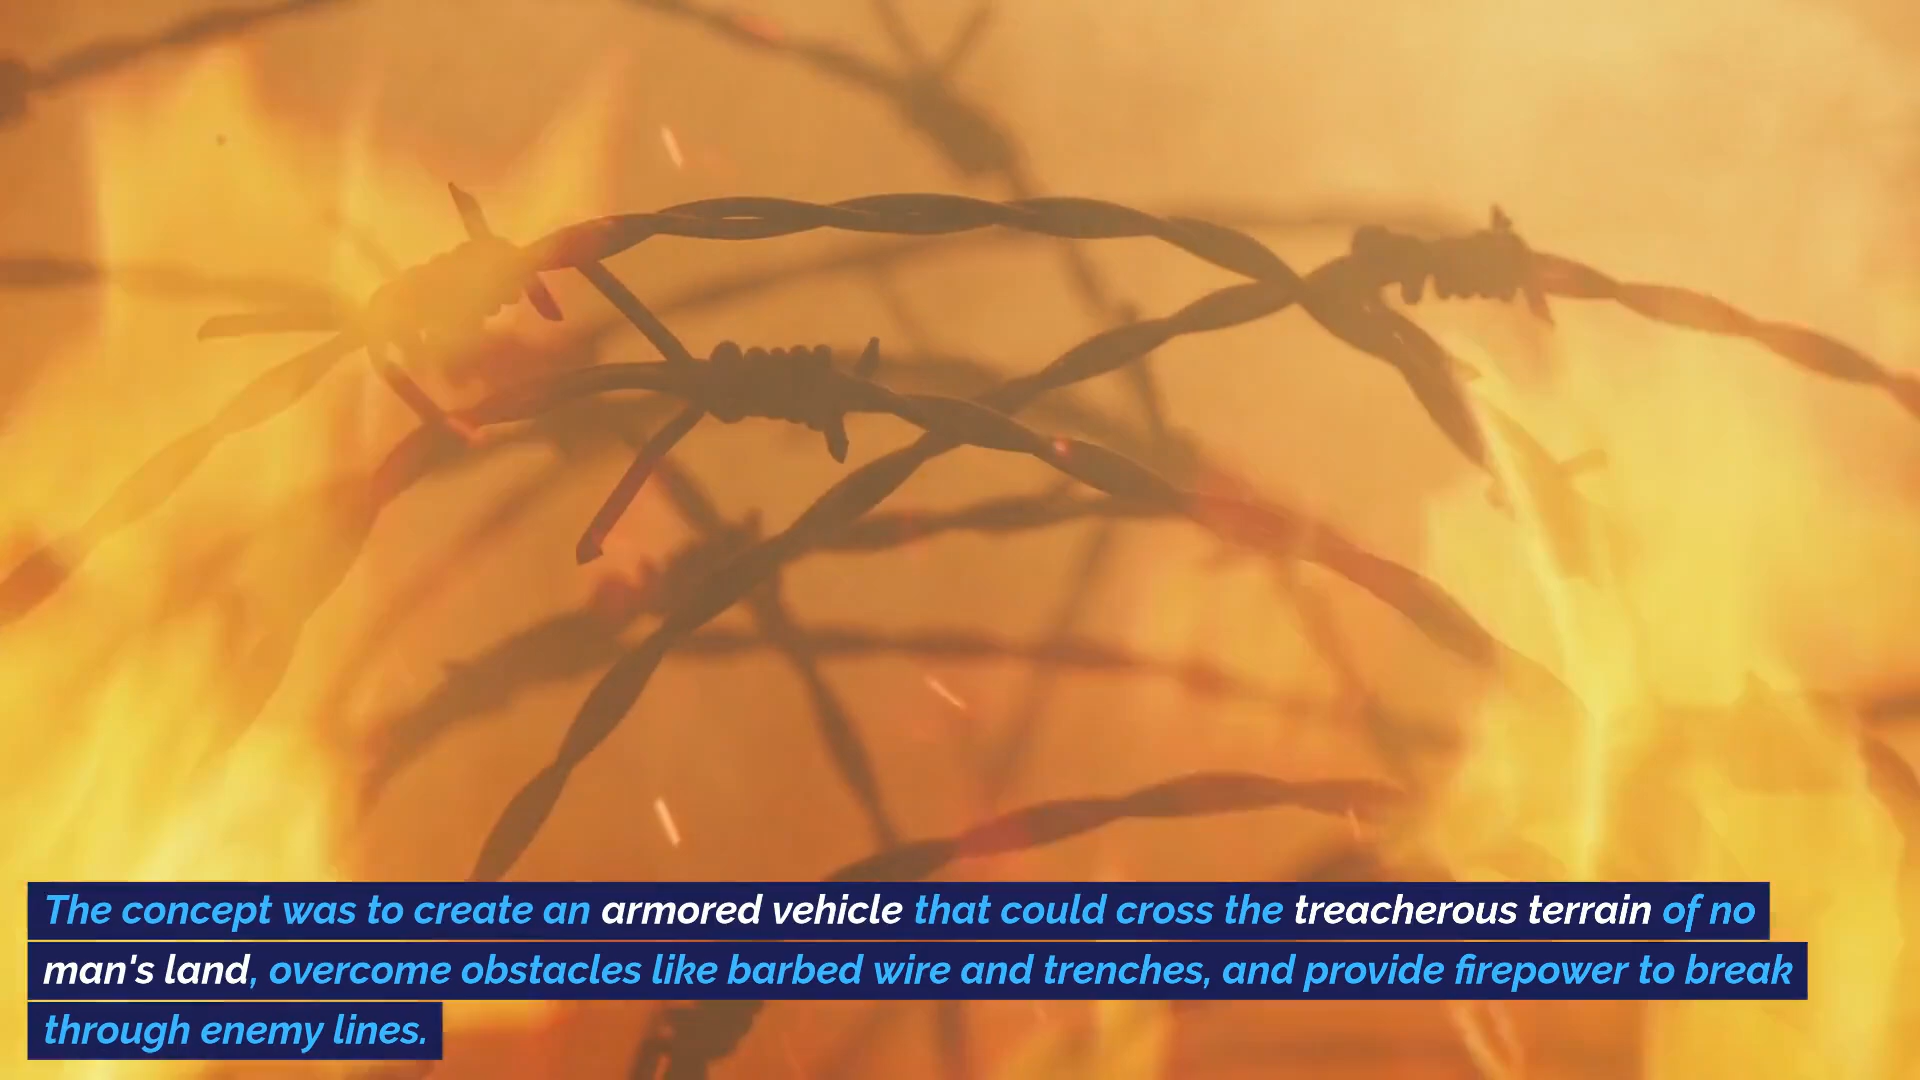 The concept was to create an armored vehicle that could cross the treacherous terrain of no
man's land, overcome obstacles like barbed wire and trenches, and provide firepower to break
through enemy lines.